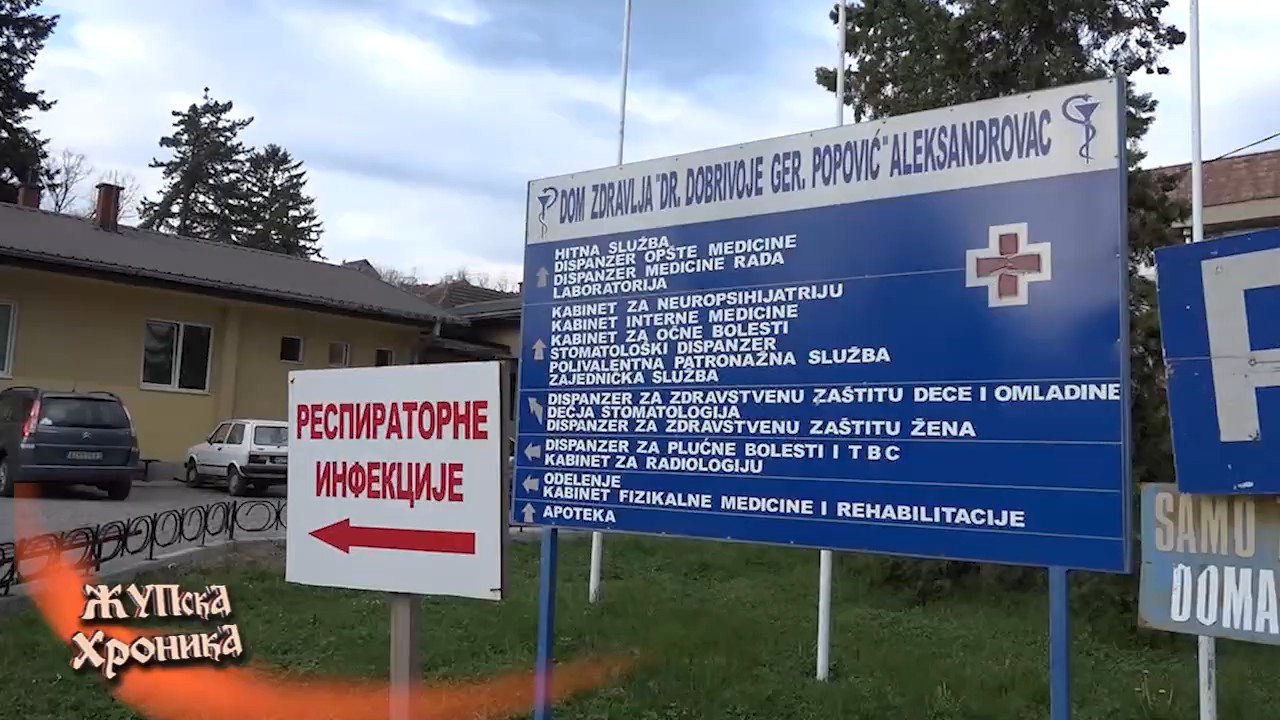 DOM ZDRAVLJA "DR. DOBRIVOJE GER. POPOVIĆ" ALEKSANDROVAC
HITNA SLUŽBA
DISPANZER OPŠTE MEDICINE
DISPANZER MEDICINE RADA
LABORATORIJA
KABINET ZA NEUROPSIHIJATRIJU
KABINET INTERNE MEDICINE
KABINET ZA OČNE BOLESTI
STOMATOLOŠKI DISPANZER
POLIVALENTNA PATRONAŽNA SLUŽBA
ZAJEDNIČKA SLUŽBA
DISPANZER ZA ZDRAVSTVENU ZAŠTITU DECE I OMLADINE
DEČJA STOMATOLOGIJA
DISPANZER ZA ZDRAVSTVENU ZAŠTITU ŽENA
DISPANZER ZA PLUĆNE BOLESTI I TBC
KABINET ZA RADIOLOGIJU
ODELENJE
KABINET FIZIKALNE MEDICINE I REHABILITACIJE
APOTEKA
РЕСПИРАТОРНЕ
ИНФЕКЦИЈЕ
P
SAMO
DOMA
ЖУПска
Хроника